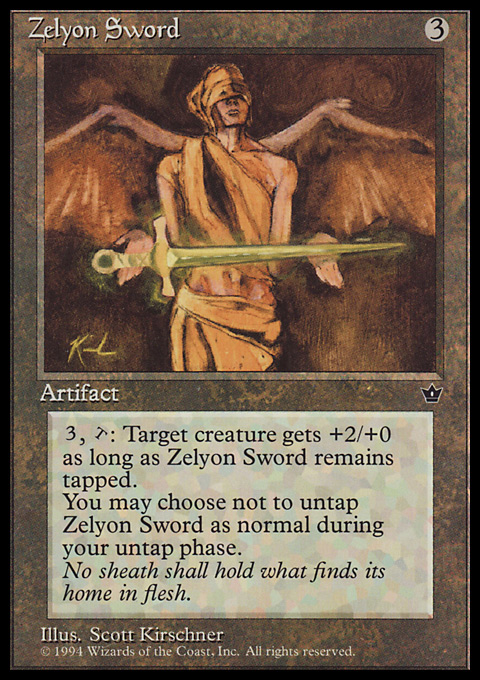 Zelyon Sword 3
Artifact
3, T: Target creature gets +2/+0
as long as Zelyon Sword remains
tapped.
You may choose not to untap
Zelyon Sword as normal during
your untap phase.
No sheath shall hold what finds its
home in flesh.
Illus. Scott Kirschner
© 1994 Wizards of the Coast, Inc. All rights reserved.